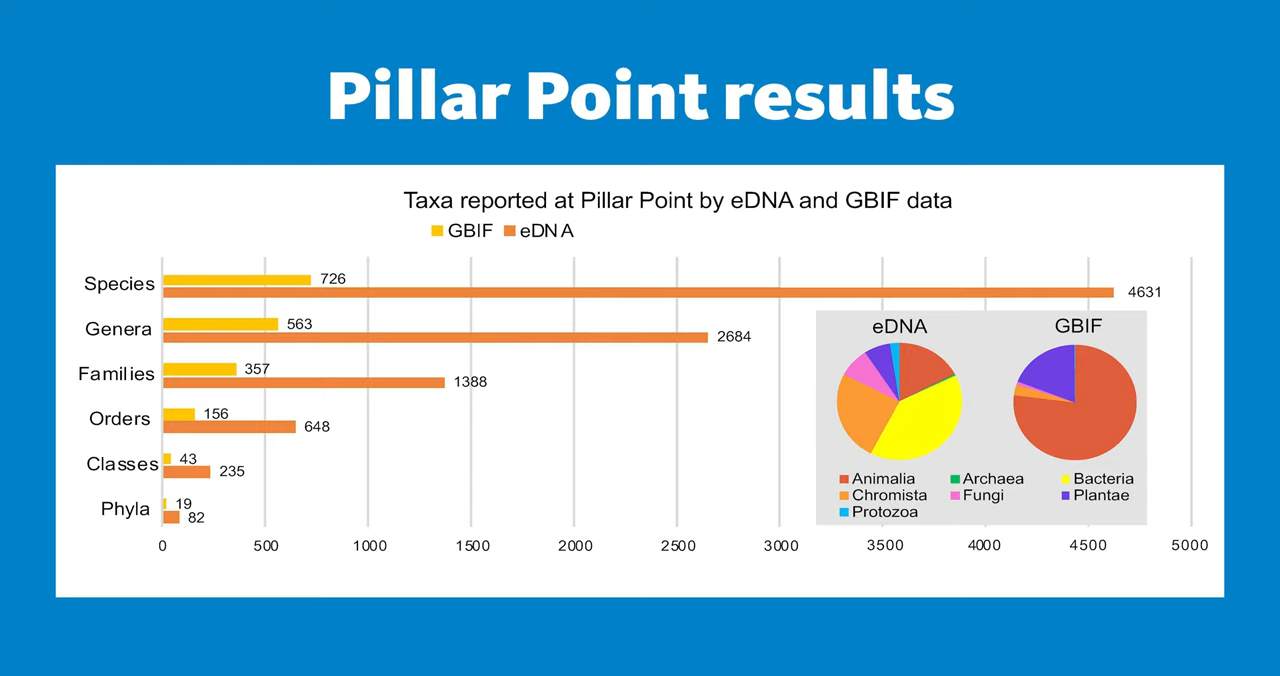 Pillar Point results
Taxa reported at Pillar Point by eDNA and GBIF data
GBIF eDNA
Species 726
4631
Genera 563
2684
Families 357
1388
Orders 156
648
Classes 43
235
Phyla 19
82
0 500 1000 1500 2000 2500 3000 3500 4000 4500 5000
eDNA GBIF
Animalia Archaea Bacteria
Chromista Fungi Plantae
Protozoa